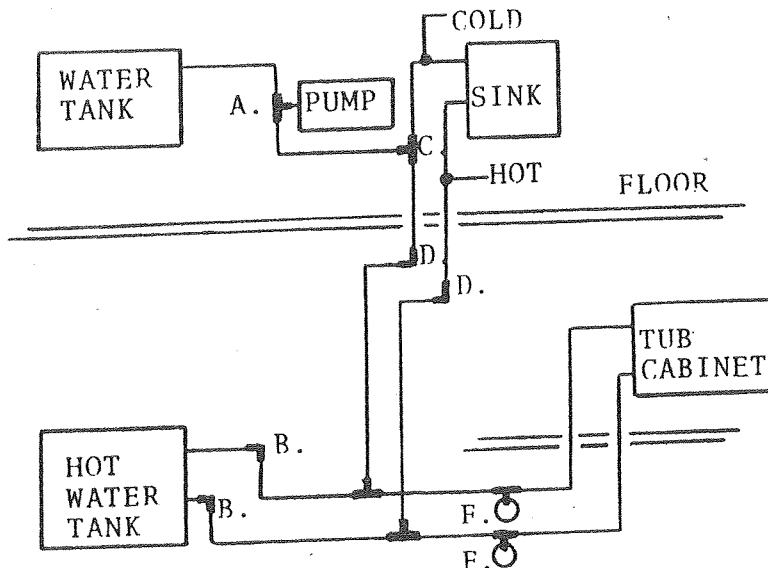 COLD
WATER
TANK
A.
PUMP
SINK
C
HOT
FLOOR
D
D.
TUB
CABINET
B.
HOT
WATER
TANK
B.
F.
F.